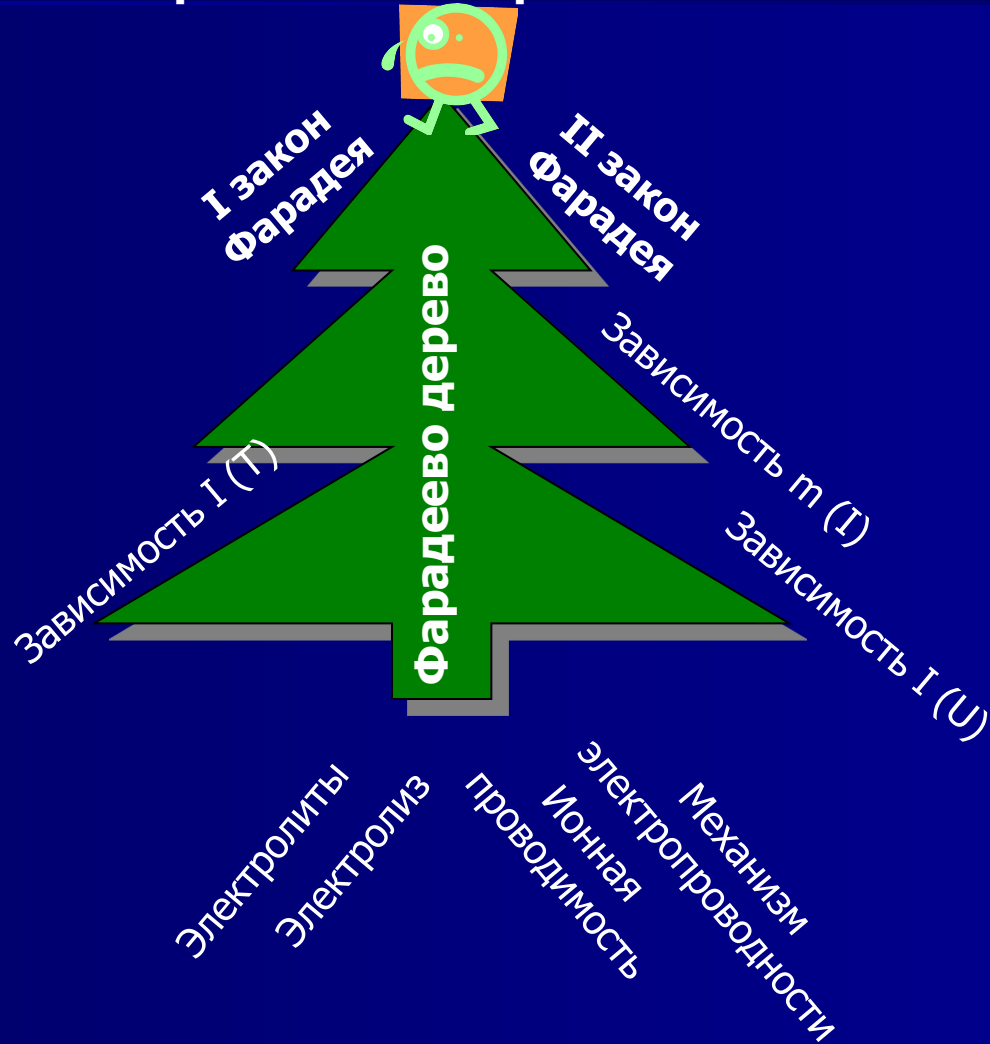 I закон
Фарадея
II закон
Фарадея
Фарадеево дерево
Зависимость m (I)
Зависимость I (T)
Зависимость I (U)
Электролиты
Электролиз
Ионная
проводимость
Механизм
электропроводности